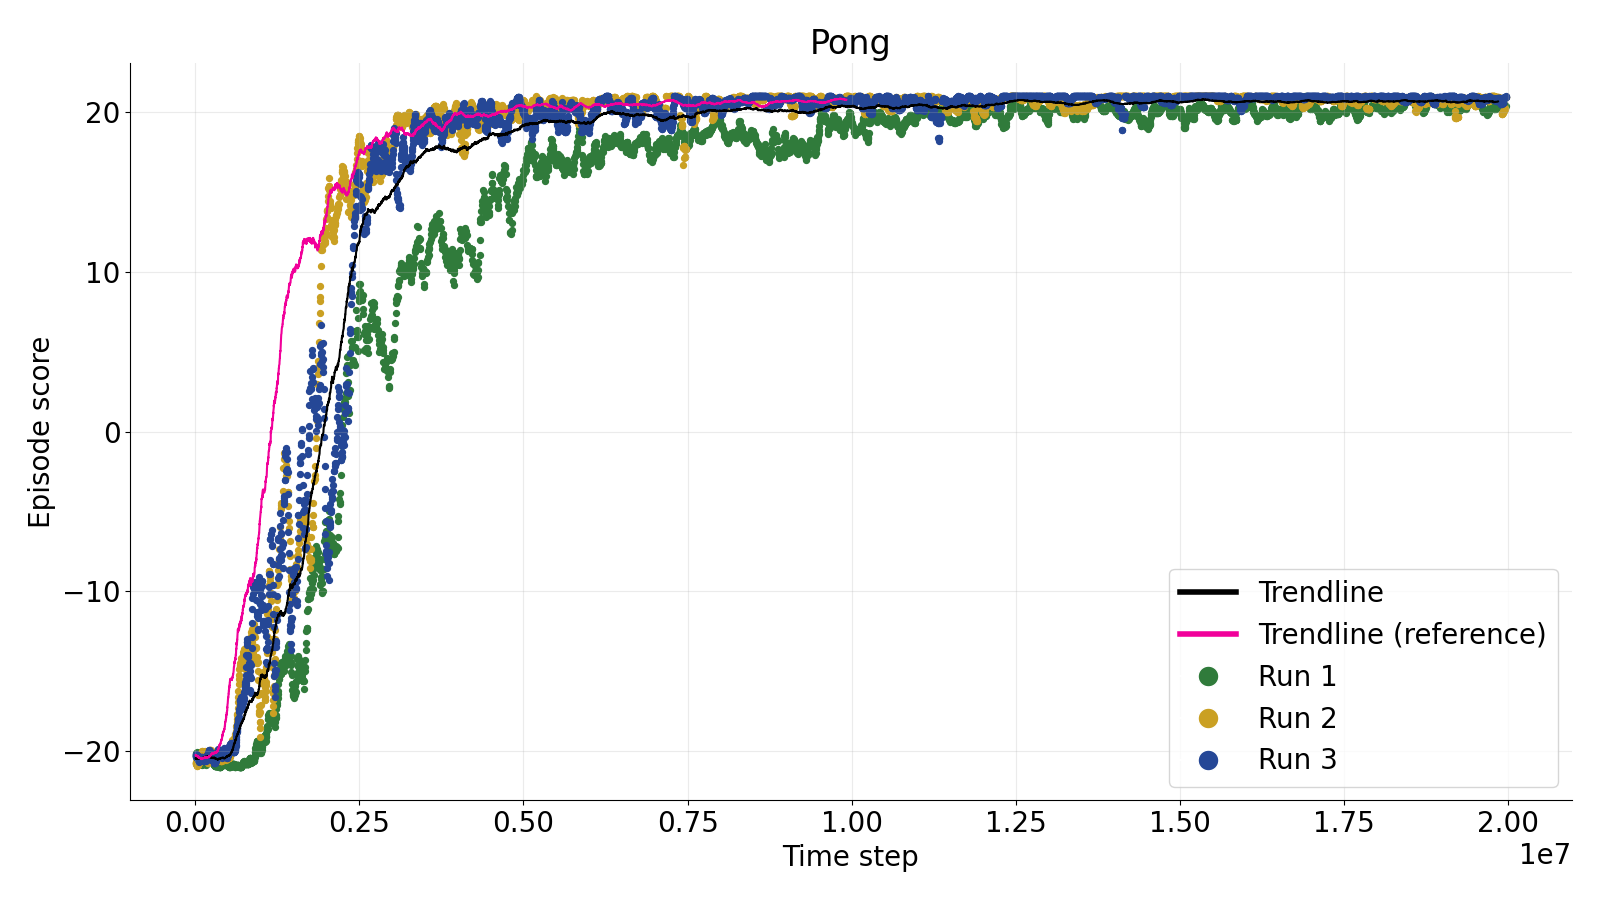 Pong
Episode score
20
10
0
−10
−20
0.00
0.25
0.50
0.75
1.00
1.25
1.50
1.75
2.00
1e7
Time step
Trendline
Trendline (reference)
Run 1
Run 2
Run 3